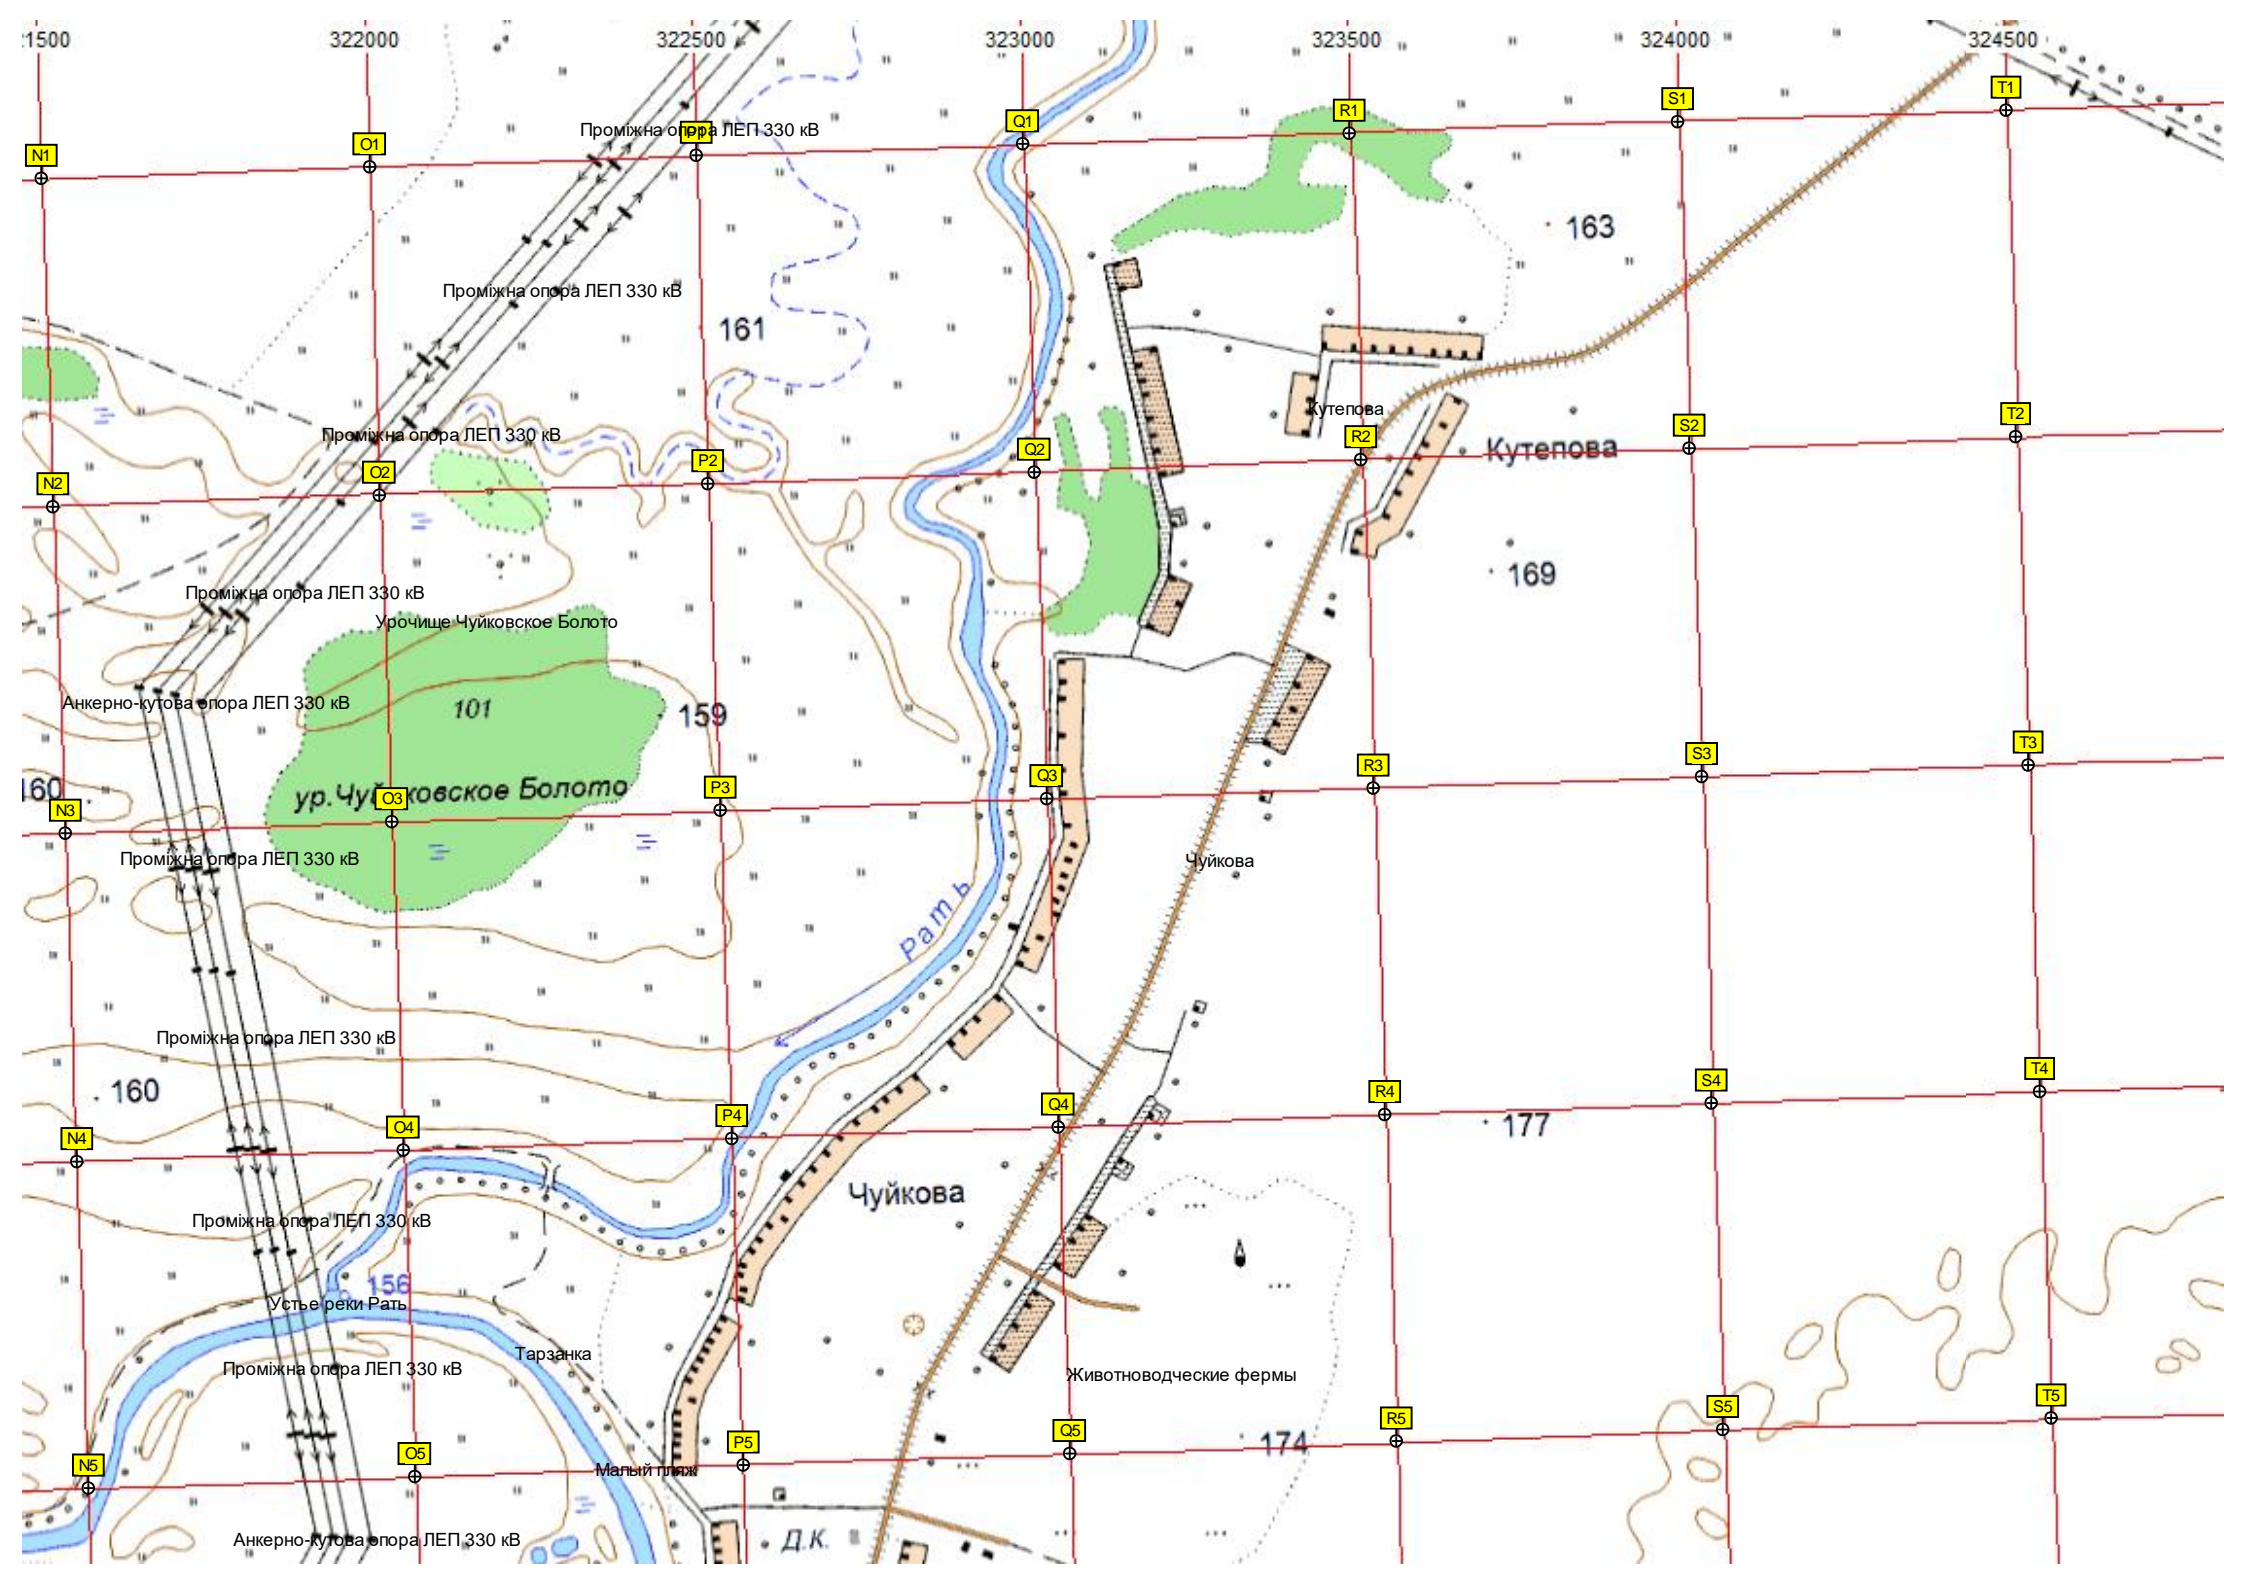 1500 322000 322500 323000 323500 324000 324500
T1
S1
R1
Q1
Проміжна опора ЛЕП 330 кВ
P1
O1
N1
163
Проміжна опора ЛЕП 330 кВ
161
Кутепова
T2
S2
Проміжна опора ЛЕП 330 кВ
R2
Кутепова
Q2
P2
O2
N2
169
Проміжна опора ЛЕП 330 кВ
Урочище Чуйковское Болото
Анкерно-кутова опора ЛЕП 330 кВ
101
159
T3
S3
R3
Q3
P3
160
ур.Чуйковское Болото
O3
N3
Проміжна опора ЛЕП 330 кВ
Чуйкова
Рать
Проміжна опора ЛЕП 330 кВ
T4
S4
160
R4
Q4
P4
177
O4
N4
Чуйкова
Проміжна опора ЛЕП 330 кВ
156
Устье реки Рать
Тарзанка
Проміжна опора ЛЕП 330 кВ
Животноводческие фермы
T5
S5
R5
Q5
P5
174
O5
N5
Малый пляж
Анкерно-кутова опора ЛЕП 330 кВ
Д.К.